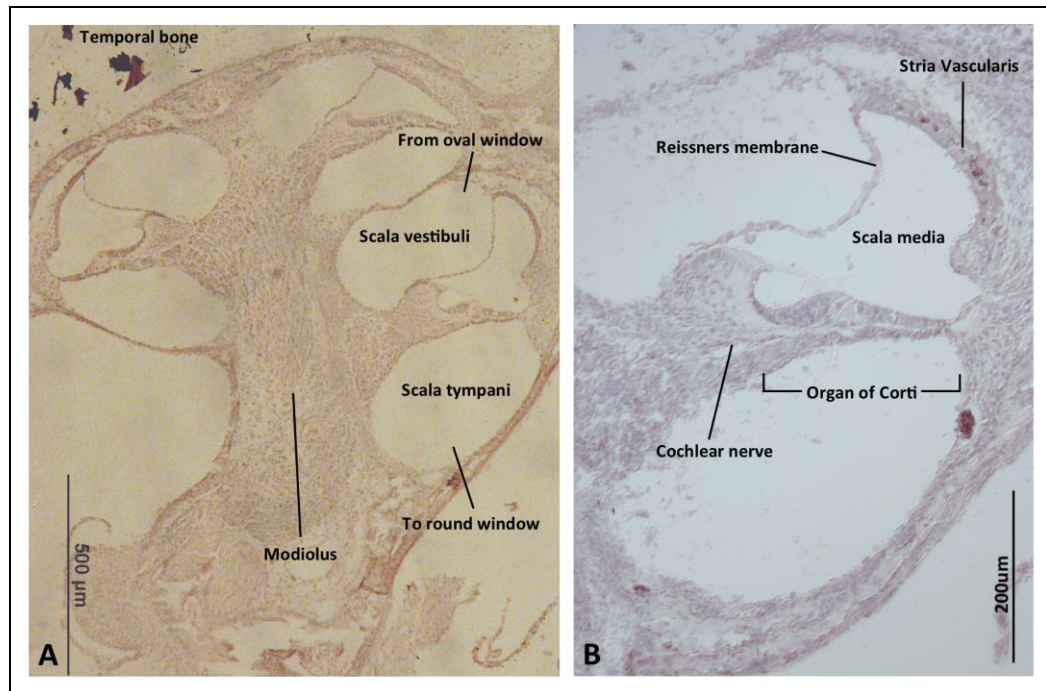 Temporal bone
From oval window
Scala vestibuli
Scala tympani
To round window
Modiolus
500 µm
A
Stria Vascularis
Reissners membrane
Scala media
Organ of Corti
Cochlear nerve
200um
B